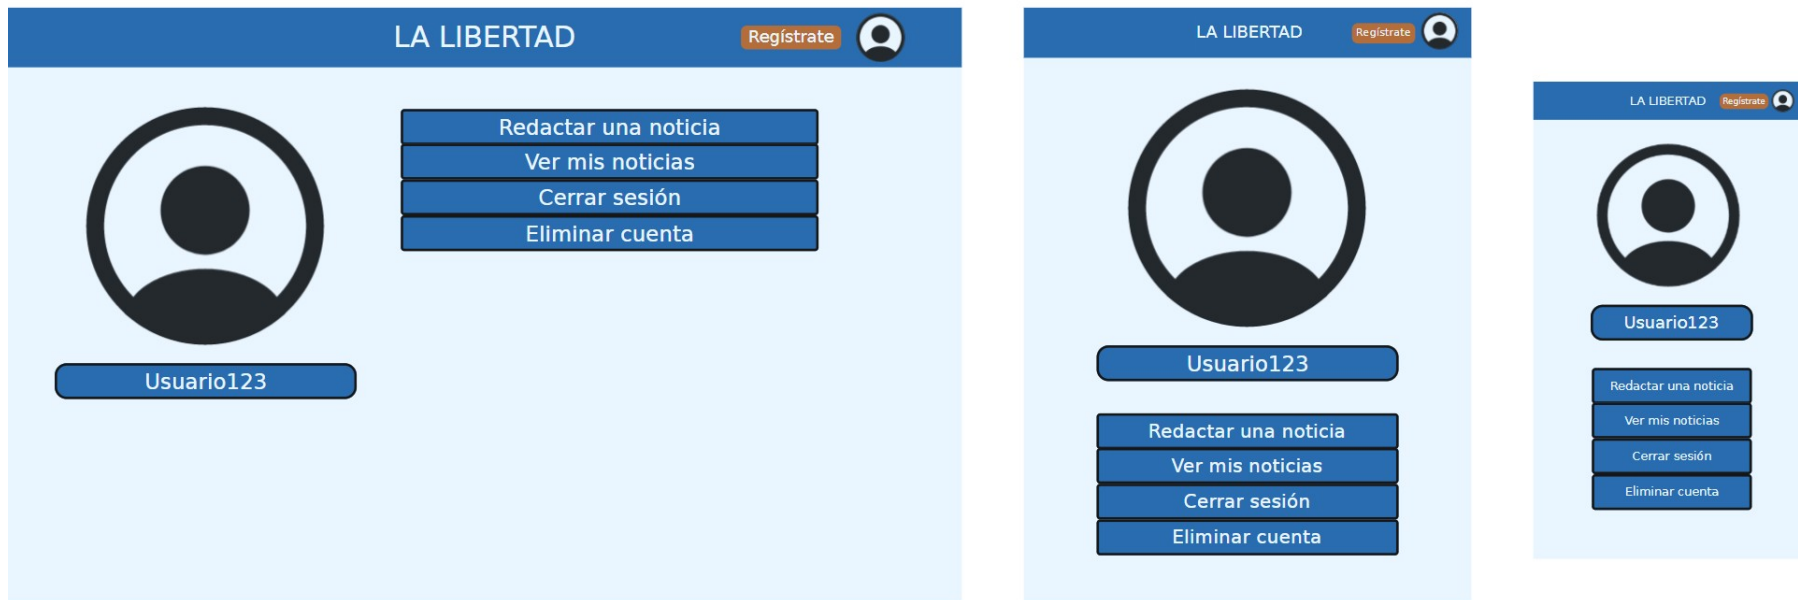 LA LIBERTAD
Regístrate
Redactar una noticia
Ver mis noticias
Cerrar sesión
Eliminar cuenta
Usuario123
LA LIBERTAD
Regístrate
Usuario123
Redactar una noticia
Ver mis noticias
Cerrar sesión
Eliminar cuenta
LA LIBERTAD
Regístrate
Usuario123
Redactar una noticia
Ver mis noticias
Cerrar sesión
Eliminar cuenta